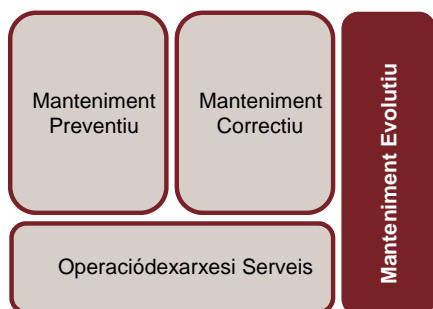 Manteniment
Preventiu
Manteniment
Correctiu
Manteniment Evolutiu
Operaciódexarxesi Serveis